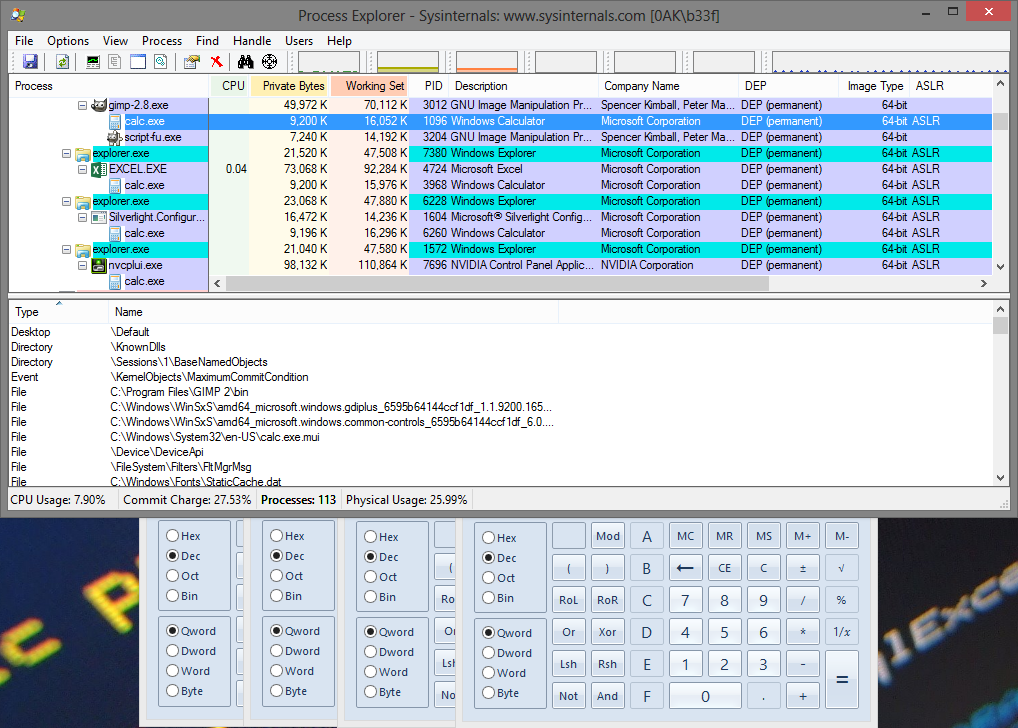 Process Explorer - Sysinternals: www.sysinternals.com [0AK\b33f]
File Options View Process Find Handle Users Help
Process CPU Private Bytes Working Set PID Description Company Name DEP Image Type ASLR
gimp-2.8.exe 49,972 K 70,112 K 3012 GNU Image Manipulation Pr... Spencer Kimball, Peter Ma... DEP (permanent) 64-bit
calc.exe 9,200 K 16,052 K 1096 Windows Calculator Microsoft Corporation DEP (permanent) 64-bit ASLR
script-fu.exe 7,240 K 14,192 K 3204 GNU Image Manipulation Pr... Spencer Kimball, Peter Ma... DEP (permanent) 64-bit
explorer.exe 21,520 K 47,508 K 7380 Windows Explorer Microsoft Corporation DEP (permanent) 64-bit ASLR
EXCEL.EXE 0.04 73,068 K 92,284 K 4724 Microsoft Excel Microsoft Corporation DEP (permanent) 64-bit ASLR
calc.exe 9,200 K 15,976 K 3968 Windows Calculator Microsoft Corporation DEP (permanent) 64-bit ASLR
explorer.exe 23,068 K 47,880 K 6228 Windows Explorer Microsoft Corporation DEP (permanent) 64-bit ASLR
Silverlight.Configur... 16,472 K 14,236 K 1604 Microsoft® Silverlight Config... Microsoft Corporation DEP (permanent) 64-bit ASLR
calc.exe 9,196 K 16,296 K 6260 Windows Calculator Microsoft Corporation DEP (permanent) 64-bit ASLR
explorer.exe 21,040 K 47,580 K 1572 Windows Explorer Microsoft Corporation DEP (permanent) 64-bit ASLR
nvcplui.exe 98,132 K 110,864 K 7696 NVIDIA Control Panel Applic... NVIDIA Corporation DEP (permanent) 64-bit ASLR
calc.exe
Type Name
Desktop \Default
Directory \KnownDlls
Directory \Sessions\1\BaseNamedObjects
Event \KernelObjects\MaximumCommitCondition
File C:\Program Files\GIMP 2\bin
File C:\Windows\WinSxS\amd64_microsoft.windows.gdiplus_6595b64144ccf1df_1.1.9200.165...
File C:\Windows\WinSxS\amd64_microsoft.windows.common-controls_6595b64144ccf1df_6.0....
File C:\Windows\System32\en-US\calc.exe.mui
File \Device\DeviceApi
File \FileSystem\Filters\FltMgrMsg
File C:\Windows\Fonts\StaticCache.dat
CPU Usage: 7.90% Commit Charge: 27.53% Processes: 113 Physical Usage: 25.99%
Hex Hex Hex Hex Mod A MC MR MS M+ M-
Dec Dec Dec ( Dec ( ) B ← CE C ± √
Oct Oct Oct Oct
Bin Bin Bin Ro Bin RoL RoR C 7 8 9 / %
Qword Qword Qword Or Qword Or Xor D 4 5 6 * 1/x
Dword Dword Dword Dword
Word Word Word Lsh Word Lsh Rsh E 1 2 3 - =
Byte Byte Byte No Byte Not And F 0 . +